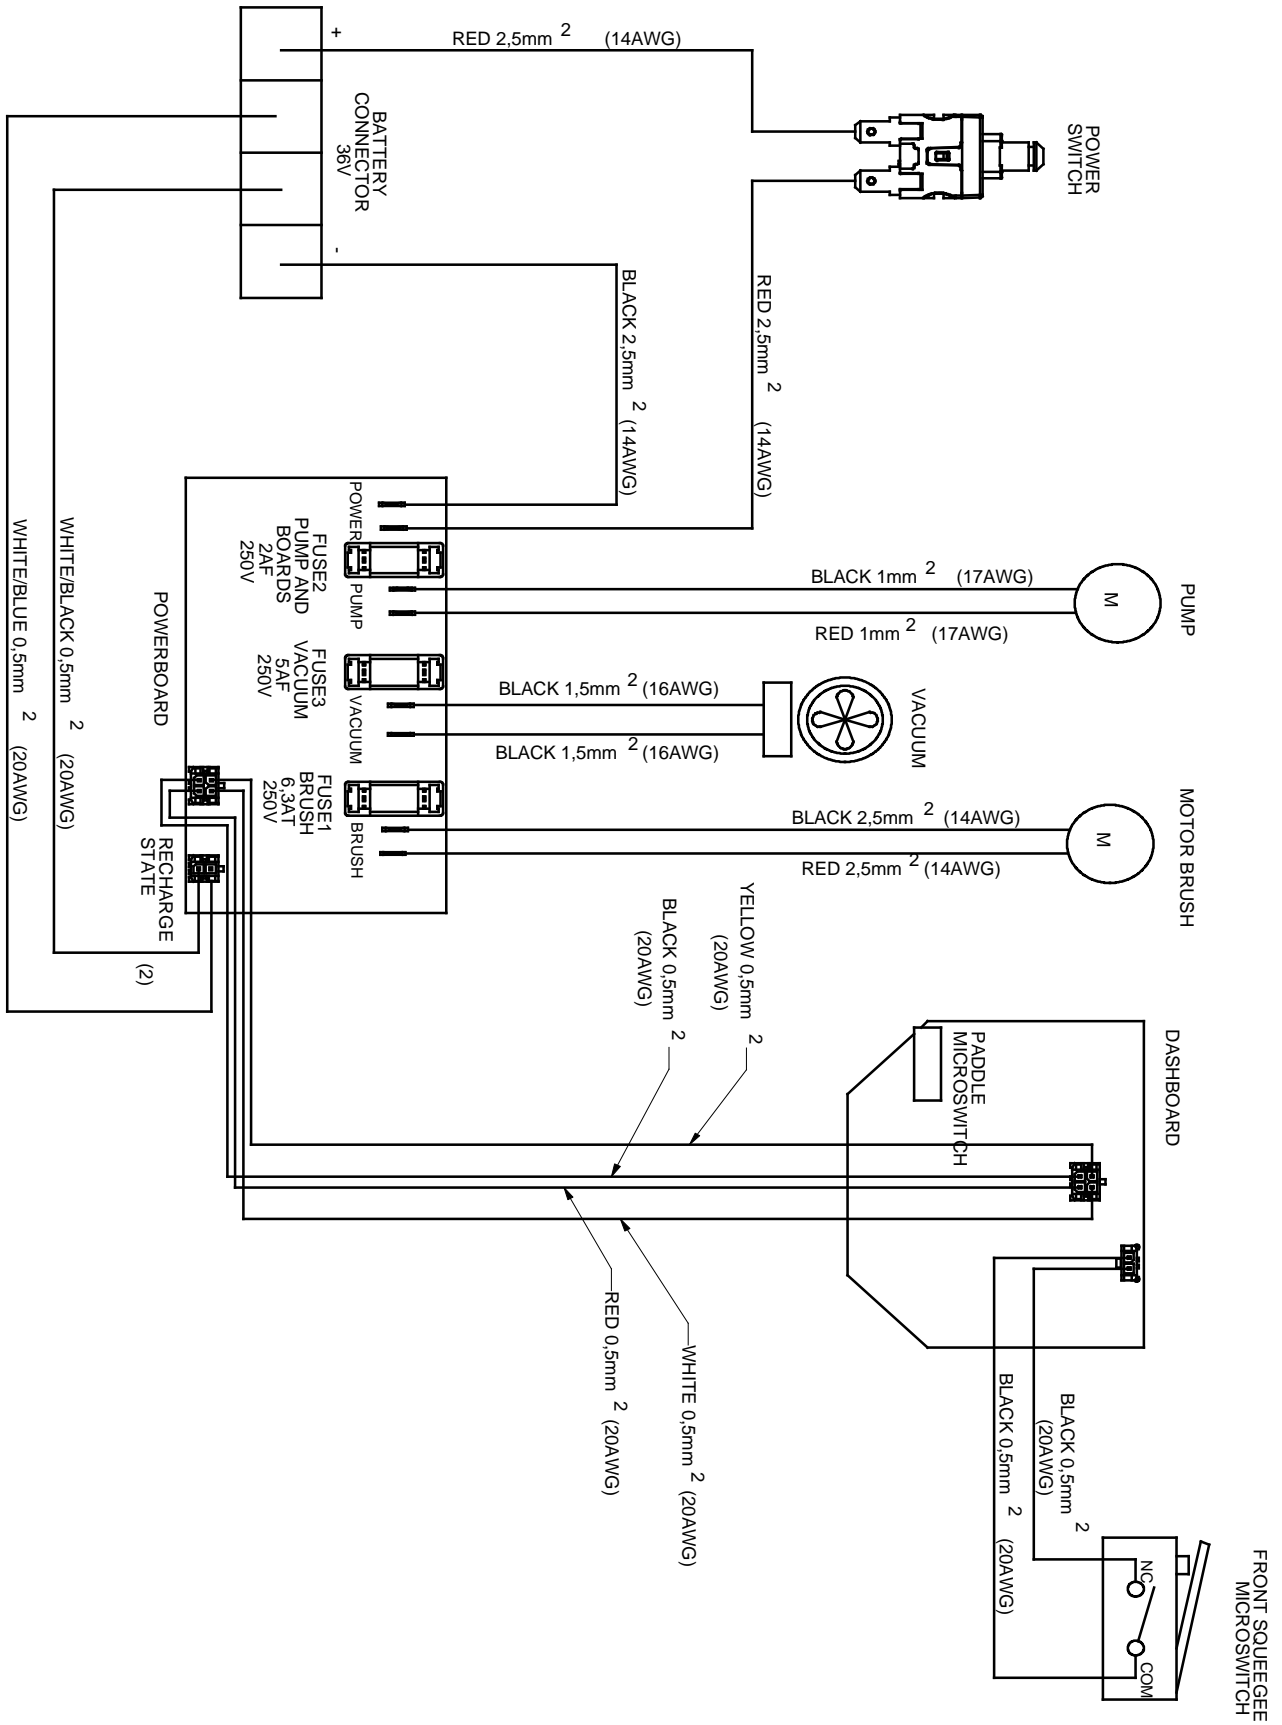 +
RED 2,5mm 2 (14AWG)
POWER
SWITCH
BATTERY
CONNECTOR
36V
-
BLACK 2,5mm 2 (14AWG)
RED 2,5mm 2 (14AWG)
POWER
FUSE2
PUMP AND
BOARDS
2AF
250V
PUMP
BLACK 1mm 2 (17AWG)
RED 1mm 2 (17AWG)
M
PUMP
FUSE3
VACUUM
5AF
250V
VACUUM
BLACK 1,5mm 2 (16AWG)
BLACK 1,5mm 2 (16AWG)
VACUUM
FUSE1
BRUSH
6,3AT
250V
BRUSH
BLACK 2,5mm 2 (14AWG)
RED 2,5mm 2 (14AWG)
M
MOTOR BRUSH
POWERBOARD
WHITE/BLACK 0,5mm 2 (20AWG)
WHITE/BLUE 0,5mm 2 (20AWG)
RECHARGE
STATE
(2)
YELLOW 0,5mm 2
(20AWG)
BLACK 0,5mm 2
(20AWG)
DASHBOARD
PADDLE
MICROSWITCH
RED 0,5mm 2 (20AWG)
WHITE 0,5mm 2 (20AWG)
BLACK 0,5mm 2
(20AWG)
BLACK 0,5mm 2 (20AWG)
NC
COM
FRONT SQUEEGEE
MICROSWITCH